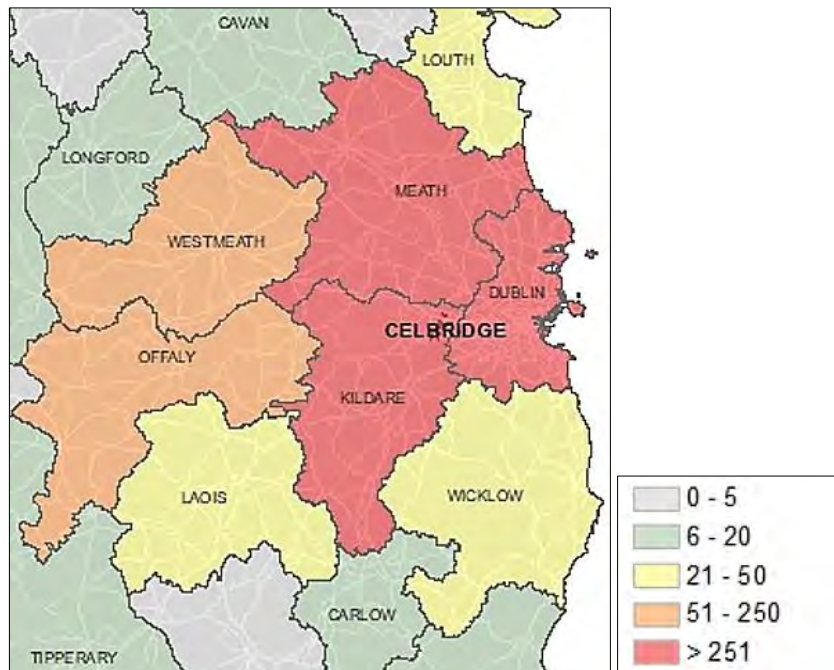 CAVAN
LOUTH
LONGFORD
MEATH
WESTMEATH
DUBLIN
CELBRIDGE
OFFALY
KILDARE
LAOIS
WICKLOW
CARLOW
TIPPERARY
0 - 5
6 - 20
21 - 50
51 - 250
> 251